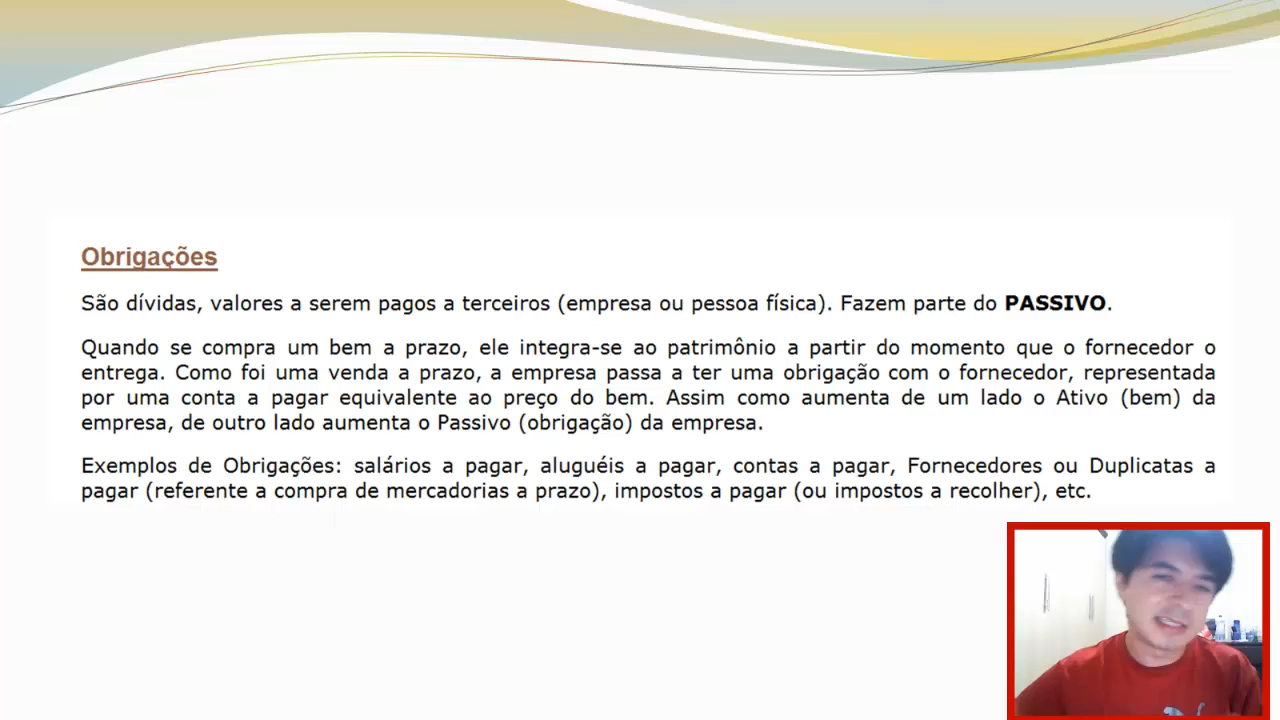 Obrigações
São dívidas, valores a serem pagos a terceiros (empresa ou pessoa física). Fazem parte do PASSIVO.
Quando se compra um bem a prazo, ele integra-se ao patrimônio a partir do momento que o fornecedor o
entrega. Como foi uma venda a prazo, a empresa passa a ter uma obrigação com o fornecedor, representada
por uma conta a pagar equivalente ao preço do bem. Assim como aumenta de um lado o Ativo (bem) da
empresa, de outro lado aumenta o Passivo (obrigação) da empresa.
Exemplos de Obrigações: salários a pagar, aluguéis a pagar, contas a pagar, Fornecedores ou Duplicatas a
pagar (referente a compra de mercadorias a prazo), impostos a pagar (ou impostos a recolher), etc.